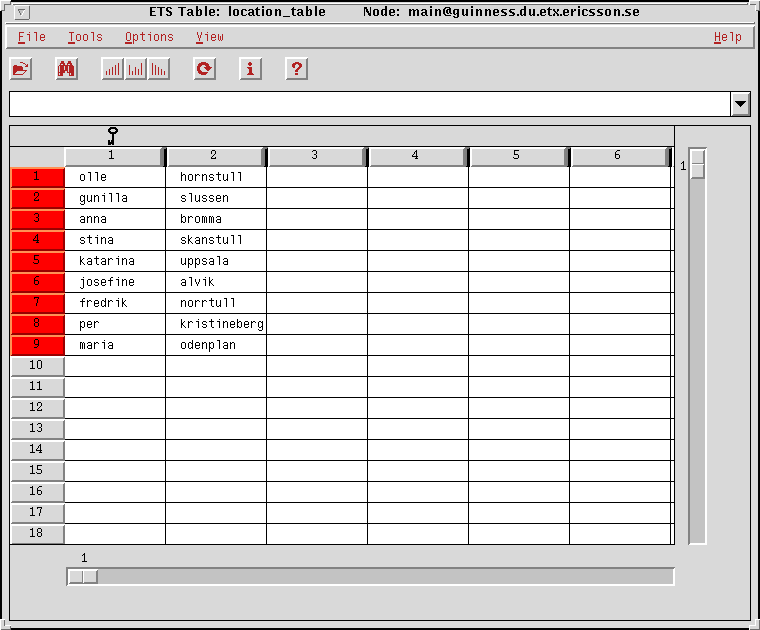 ETS Table: location_table Node: main@guinness.du.etx.ericsson.se
File Tools Options View Help
1 2 3 4 5 6
1
1 olle hornstull
2 gunilla slussen
3 anna bromma
4 stina skanstull
5 katarina uppsala
6 josefine alvik
7 fredrik norrtull
8 per kristineberg
9 maria odenplan
10
11
12
13
14
15
16
17
18
1